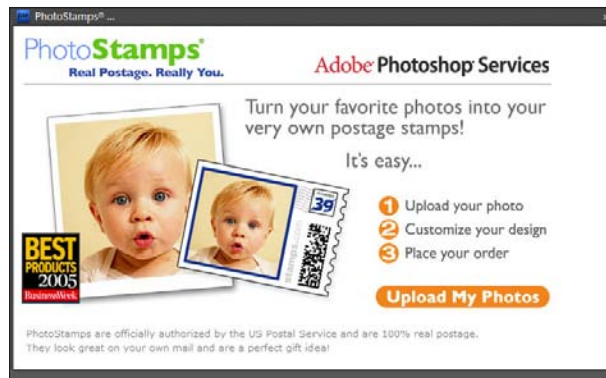 PhotoStamps® ...
PhotoStamps®
Real Postage. Really You.
Adobe® Photoshop® Services
Turn your favorite photos into your
very own postage stamps!
It's easy...
39
stamps.com
1 Upload your photo
2 Customize your design
3 Place your order
BEST
PRODUCTS
2005
BusinessWeek
Upload My Photos
PhotoStamps are officially authorized by the US Postal Service and are 100% real postage.
They look great on your own mail and are a perfect gift idea!